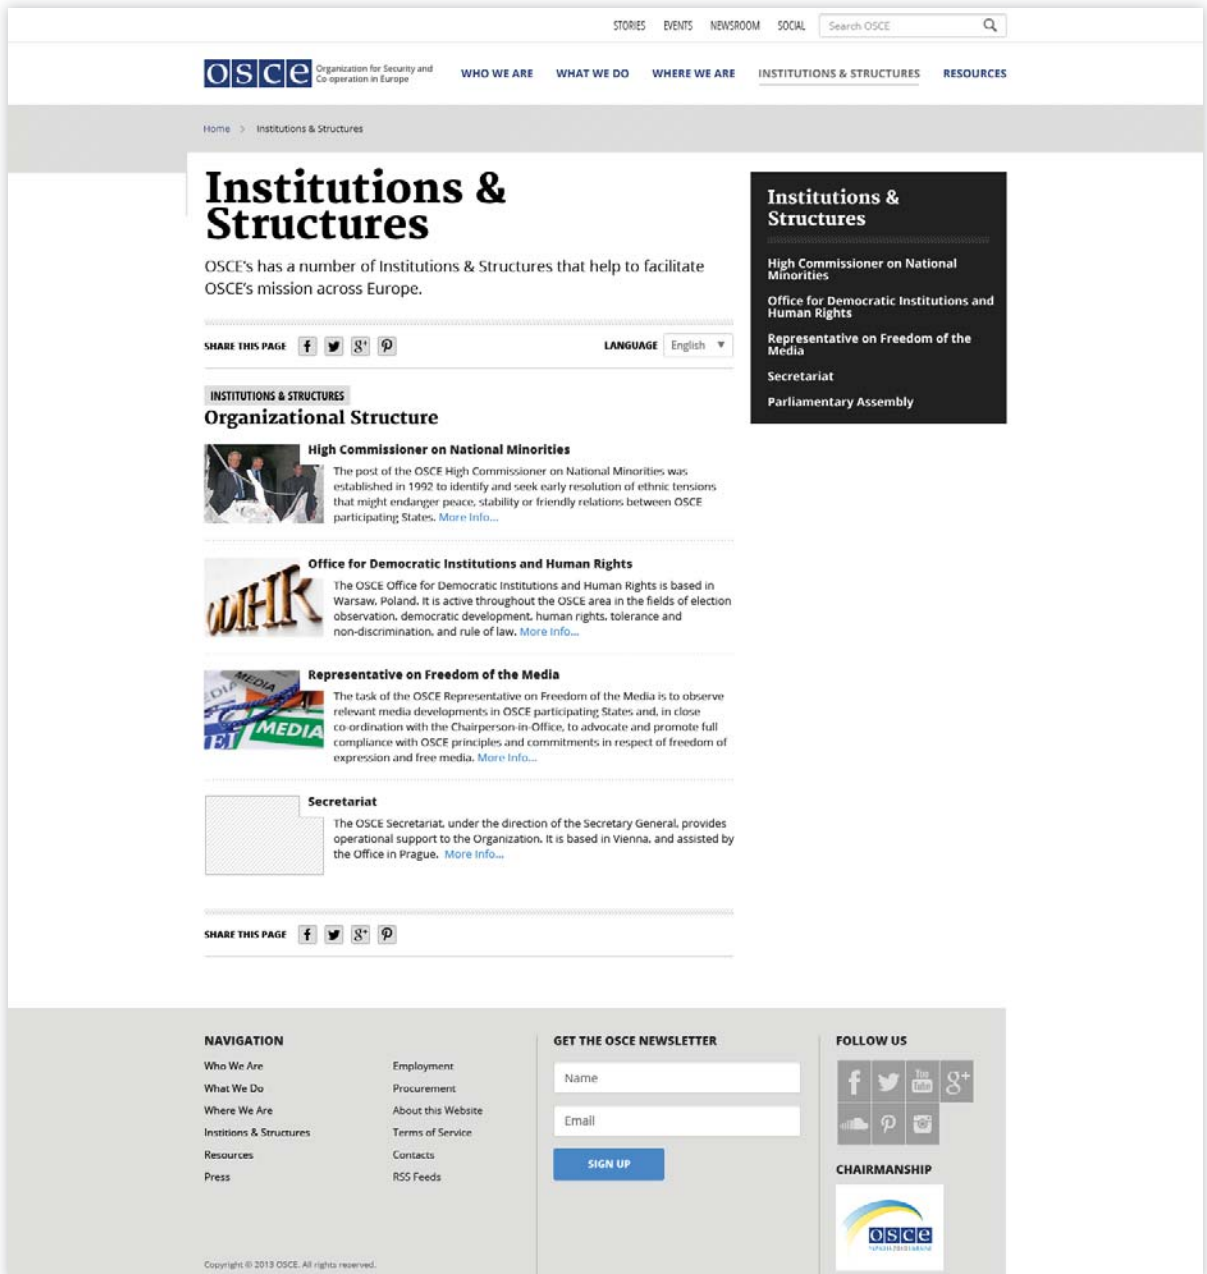 STORIES EVENTS NEWSROOM SOCIAL Search OSCE
osce Organization for Security and
Co-operation in Europe
WHO WE ARE WHAT WE DO WHERE WE ARE INSTITUTIONS & STRUCTURES RESOURCES
Home > Institutions & Structures
Institutions &
Structures
OSCE's has a number of Institutions & Structures that help to facilitate
OSCE's mission across Europe.
SHARE THIS PAGE
LANGUAGE English
INSTITUTIONS & STRUCTURES
Organizational Structure
High Commissioner on National Minorities
The post of the OSCE High Commissioner on National Minorities was
established in 1992 to identify and seek early resolution of ethnic tensions
that might endanger peace, stability or friendly relations between OSCE
participating States. More Info...
ODIHR
Office for Democratic Institutions and Human Rights
The OSCE Office for Democratic Institutions and Human Rights is based in
Warsaw, Poland. It is active throughout the OSCE area in the fields of election
observation, democratic development, human rights, tolerance and
non-discrimination, and rule of law. More Info...
MEDIA
MEDIA
Representative on Freedom of the Media
The task of the OSCE Representative on Freedom of the Media is to observe
relevant media developments in OSCE participating States and, in close
co-ordination with the Chairperson-in-Office, to advocate and promote full
compliance with OSCE principles and commitments in respect of freedom of
expression and free media. More Info...
Secretariat
The OSCE Secretariat, under the direction of the Secretary General, provides
operational support to the Organization. It is based in Vienna, and assisted by
the Office in Prague. More Info...
SHARE THIS PAGE
Institutions &
Structures
High Commissioner on National
Minorities
Office for Democratic Institutions and
Human Rights
Representative on Freedom of the
Media
Secretariat
Parliamentary Assembly
NAVIGATION
Who We Are
What We Do
Where We Are
Institions & Structures
Resources
Press
Employment
Procurement
About this Website
Terms of Service
Contacts
RSS Feeds
Copyright © 2013 OSCE. All rights reserved.
GET THE OSCE NEWSLETTER
Name
Email
SIGN UP
FOLLOW US
You Tube
CHAIRMANSHIP
osce